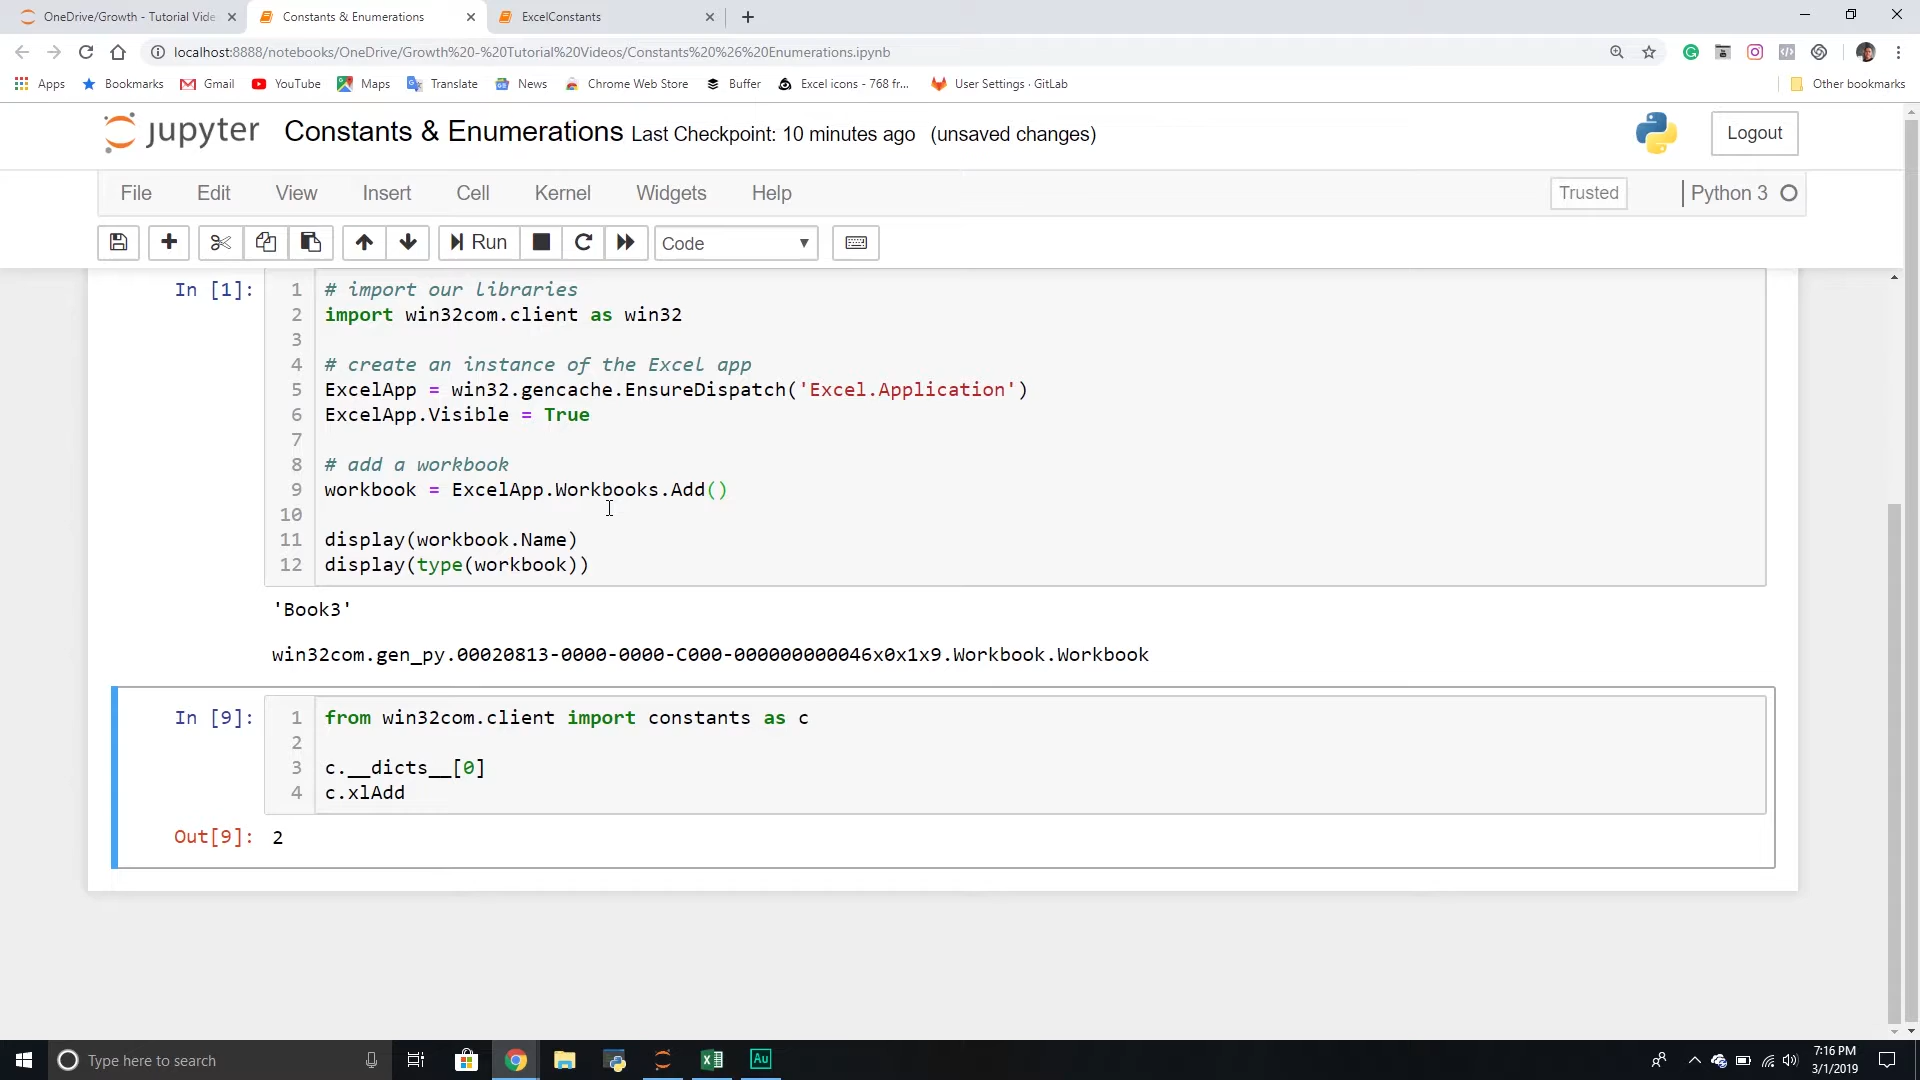 OneDrive/Growth - Tutorial Vide
Constants & Enumerations
ExcelConstants
localhost:8888/notebooks/OneDrive/Growth%20-%20Tutorial%20Videos/Constants%20%26%20Enumerations.ipynb
Apps Bookmarks Gmail YouTube Maps Translate News Chrome Web Store Buffer Excel icons - 768 fr... User Settings · GitLab Other bookmarks
jupyter Constants & Enumerations Last Checkpoint: 10 minutes ago (unsaved changes) Logout
File Edit View Insert Cell Kernel Widgets Help Trusted Python 3
Run Code
In [1]:
1 # import our libraries
2 import win32com.client as win32
3
4 # create an instance of the Excel app
5 ExcelApp = win32.gencache.EnsureDispatch('Excel.Application')
6 ExcelApp.Visible = True
7
8 # add a workbook
9 workbook = ExcelApp.Workbooks.Add()
10
11 display(workbook.Name)
12 display(type(workbook))
'Book3'
win32com.gen_py.00020813-0000-0000-C000-000000000046x0x1x9.Workbook.Workbook
In [9]:
1 from win32com.client import constants as c
2
3 c.__dicts__[0]
4 c.xlAdd
Out[9]: 2
Type here to search
Au
7:16 PM
3/1/2019